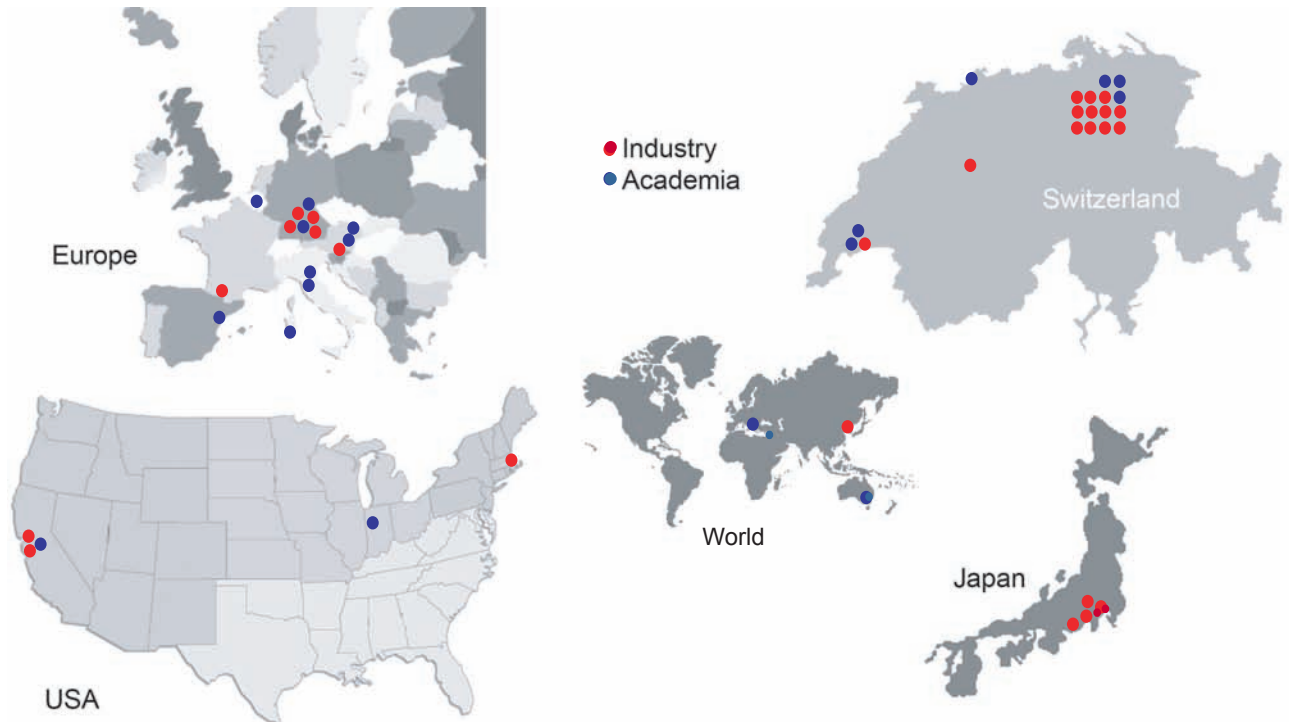 Industry
Academia
Switzerland
Europe
World
Japan
USA